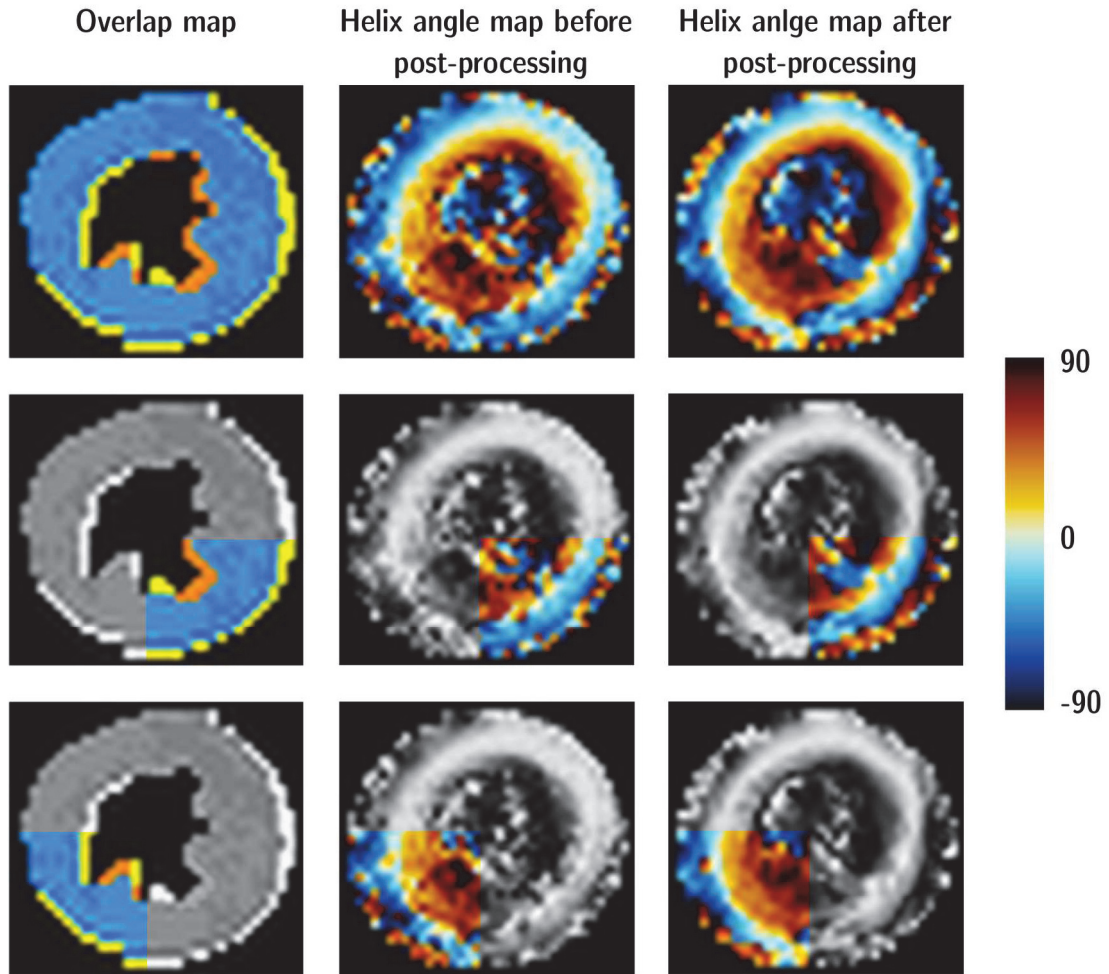 Overlap map
Helix angle map before
post-processing
Helix anlge map after
post-processing
90
0
-90